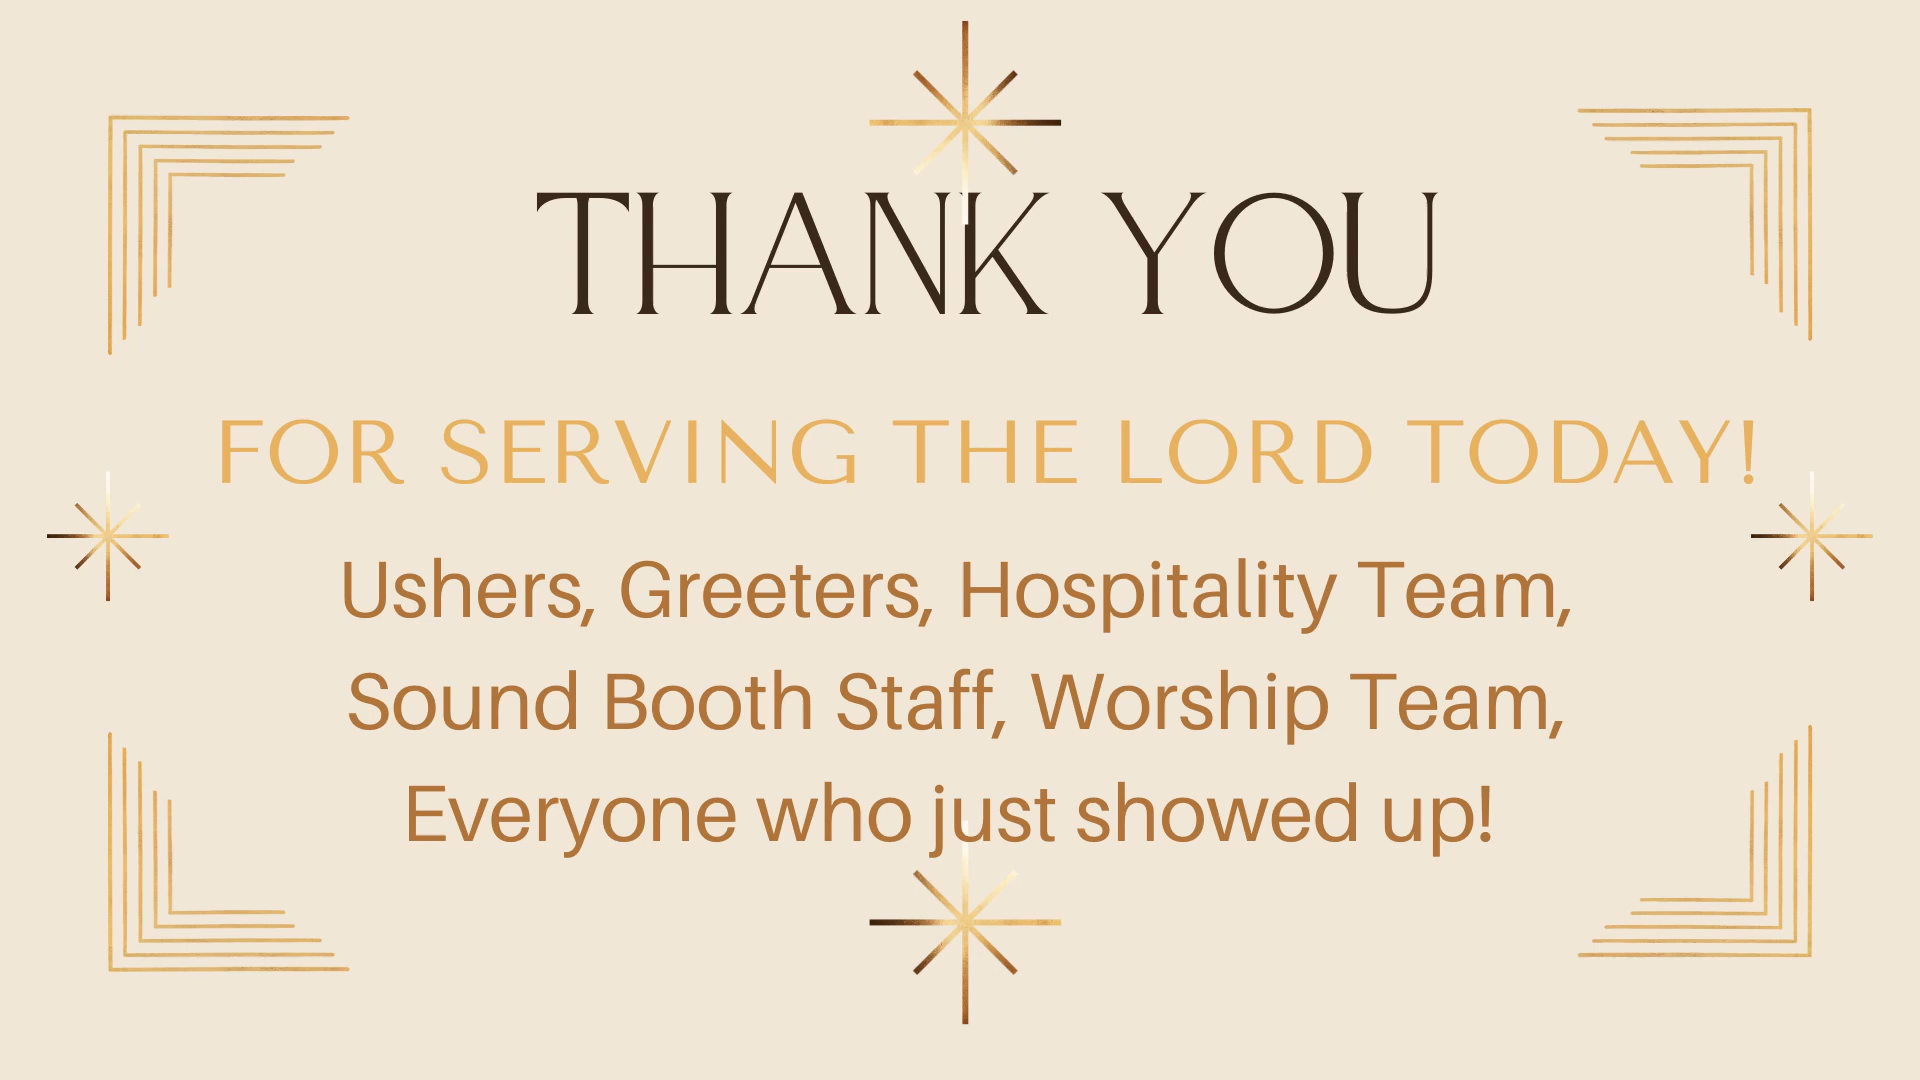 THANK YOU
FOR SERVING THE LORD TODAY!
Ushers, Greeters, Hospitality Team,
Sound Booth Staff, Worship Team,
Everyone who just showed up!